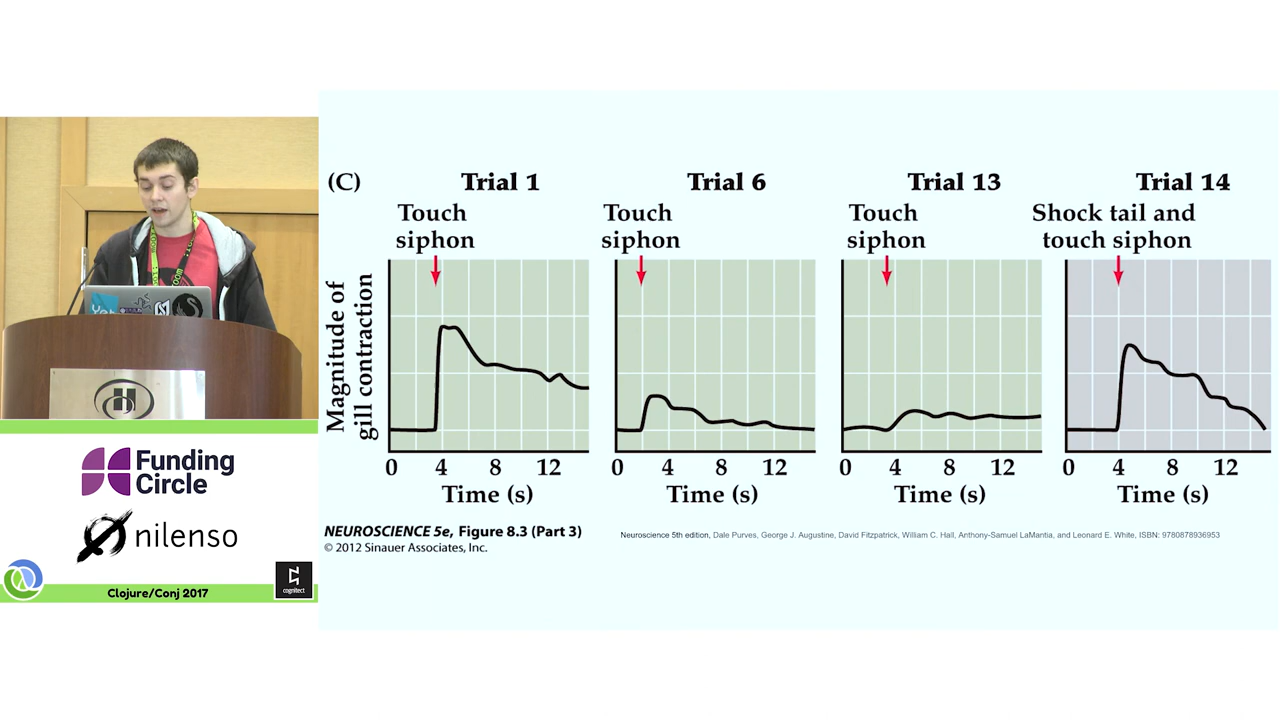 (C)
Trial 1
Trial 6
Trial 13
Trial 14
Touch
siphon
Touch
siphon
Touch
siphon
Shock tail and
touch siphon
Magnitude of
gill contraction
0 4 8 12
0 4 8 12
0 4 8 12
0 4 8 12
Time (s)
Time (s)
Time (s)
Time (s)
NEUROSCIENCE 5e, Figure 8.3 (Part 3)
© 2012 Sinauer Associates, Inc.
Neuroscience 5th edition, Dale Purves, George J. Augustine, David Fitzpatrick, William C. Hall, Anthony-Samuel LaMantia, and Leonard E. White, ISBN: 9780878936953
H
Funding
Circle
nilenso
Clojure/Conj 2017
cognitect